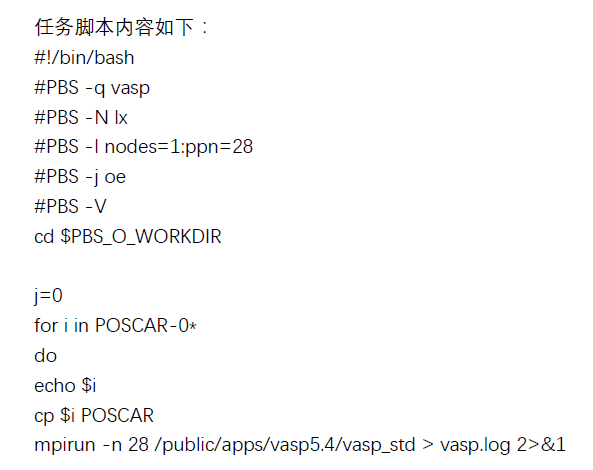 任务脚本内容如下：
#!/bin/bash
#PBS -q vasp
#PBS -N lx
#PBS -l nodes=1:ppn=28
#PBS -j oe
#PBS -V
cd $PBS_O_WORKDIR
j=0
for i in POSCAR-0*
do
echo $i
cp $i POSCAR
mpirun -n 28 /public/apps/vasp5.4/vasp_std > vasp.log 2>&1